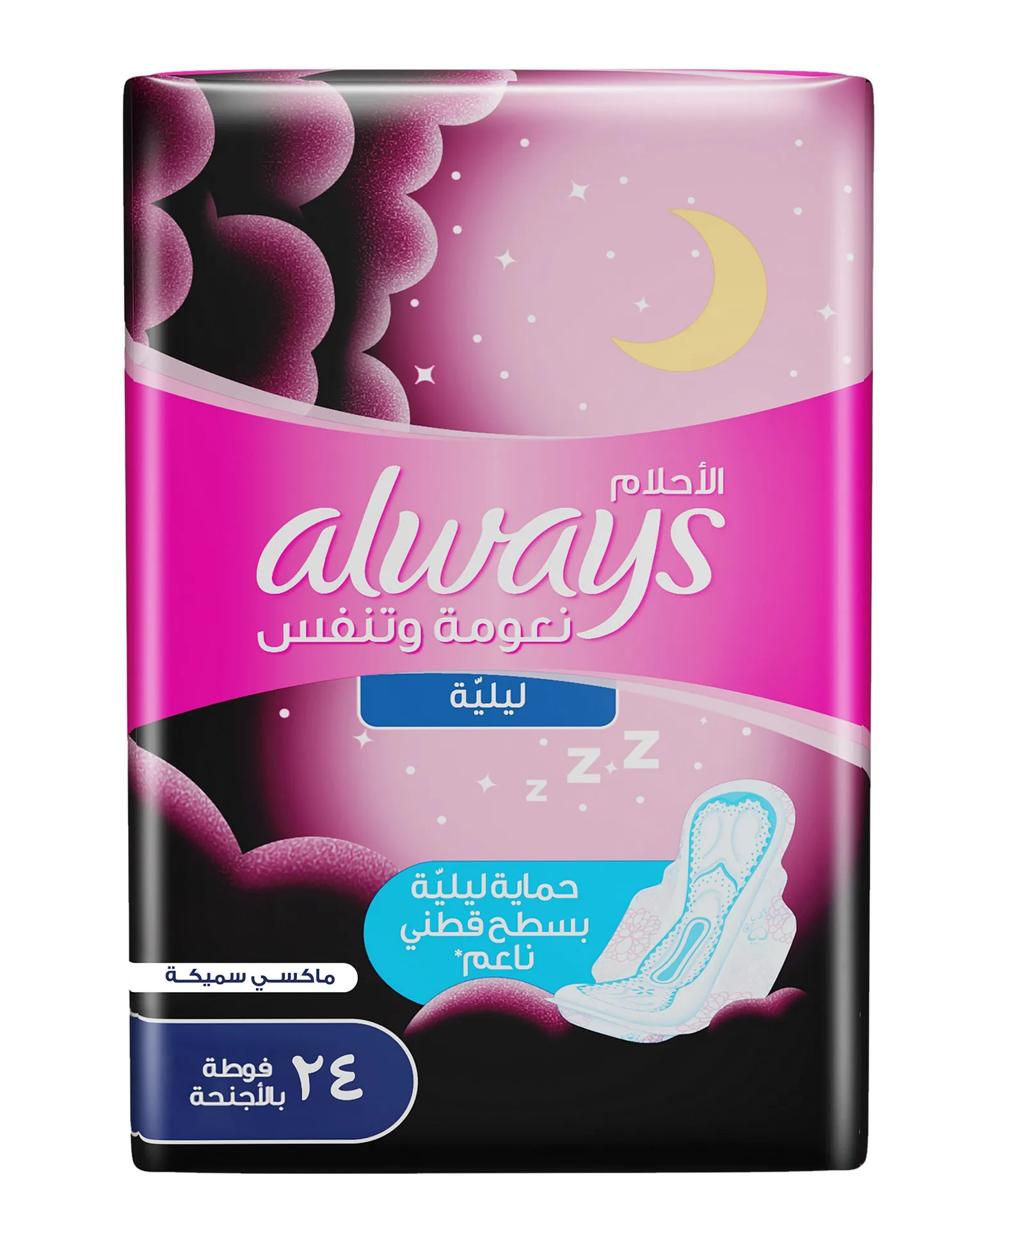 الأحلام
always
نعومة وتنفس
ليليّة
z z z
حماية ليليّة
بسطح قطني
ناعم*
ماكسي سميكة
٢٤ فوطة
بالأجنحة